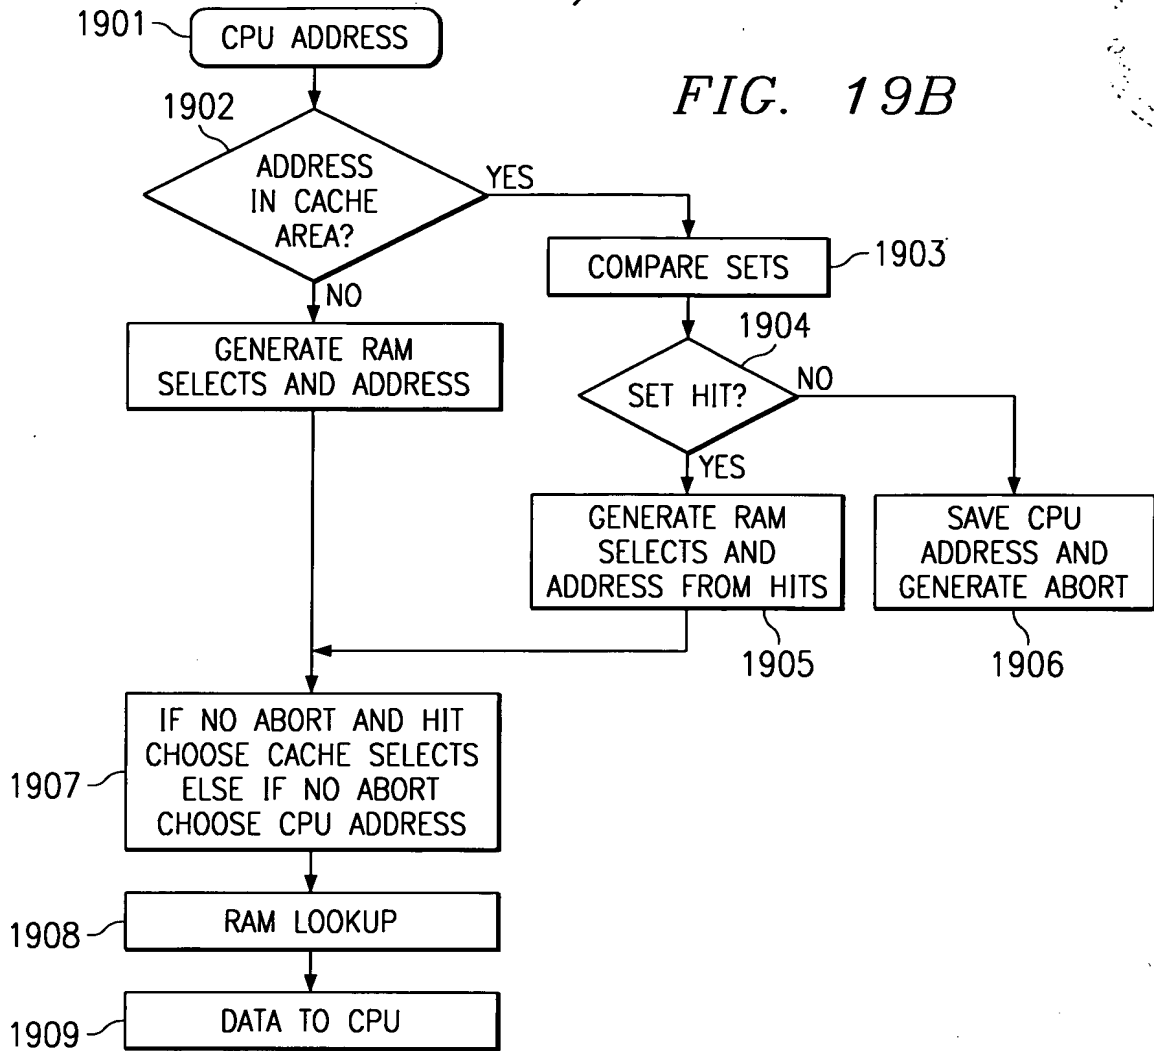 1901
CPU ADDRESS
FIG. 19B
1902
ADDRESS
IN CACHE
AREA?
YES
NO
COMPARE SETS
1903
GENERATE RAM
SELECTS AND ADDRESS
1904
SET HIT?
NO
YES
GENERATE RAM
SELECTS AND
ADDRESS FROM HITS
1905
SAVE CPU
ADDRESS AND
GENERATE ABORT
1906
IF NO ABORT AND HIT
CHOOSE CACHE SELECTS
ELSE IF NO ABORT
CHOOSE CPU ADDRESS
1907
RAM LOOKUP
1908
DATA TO CPU
1909